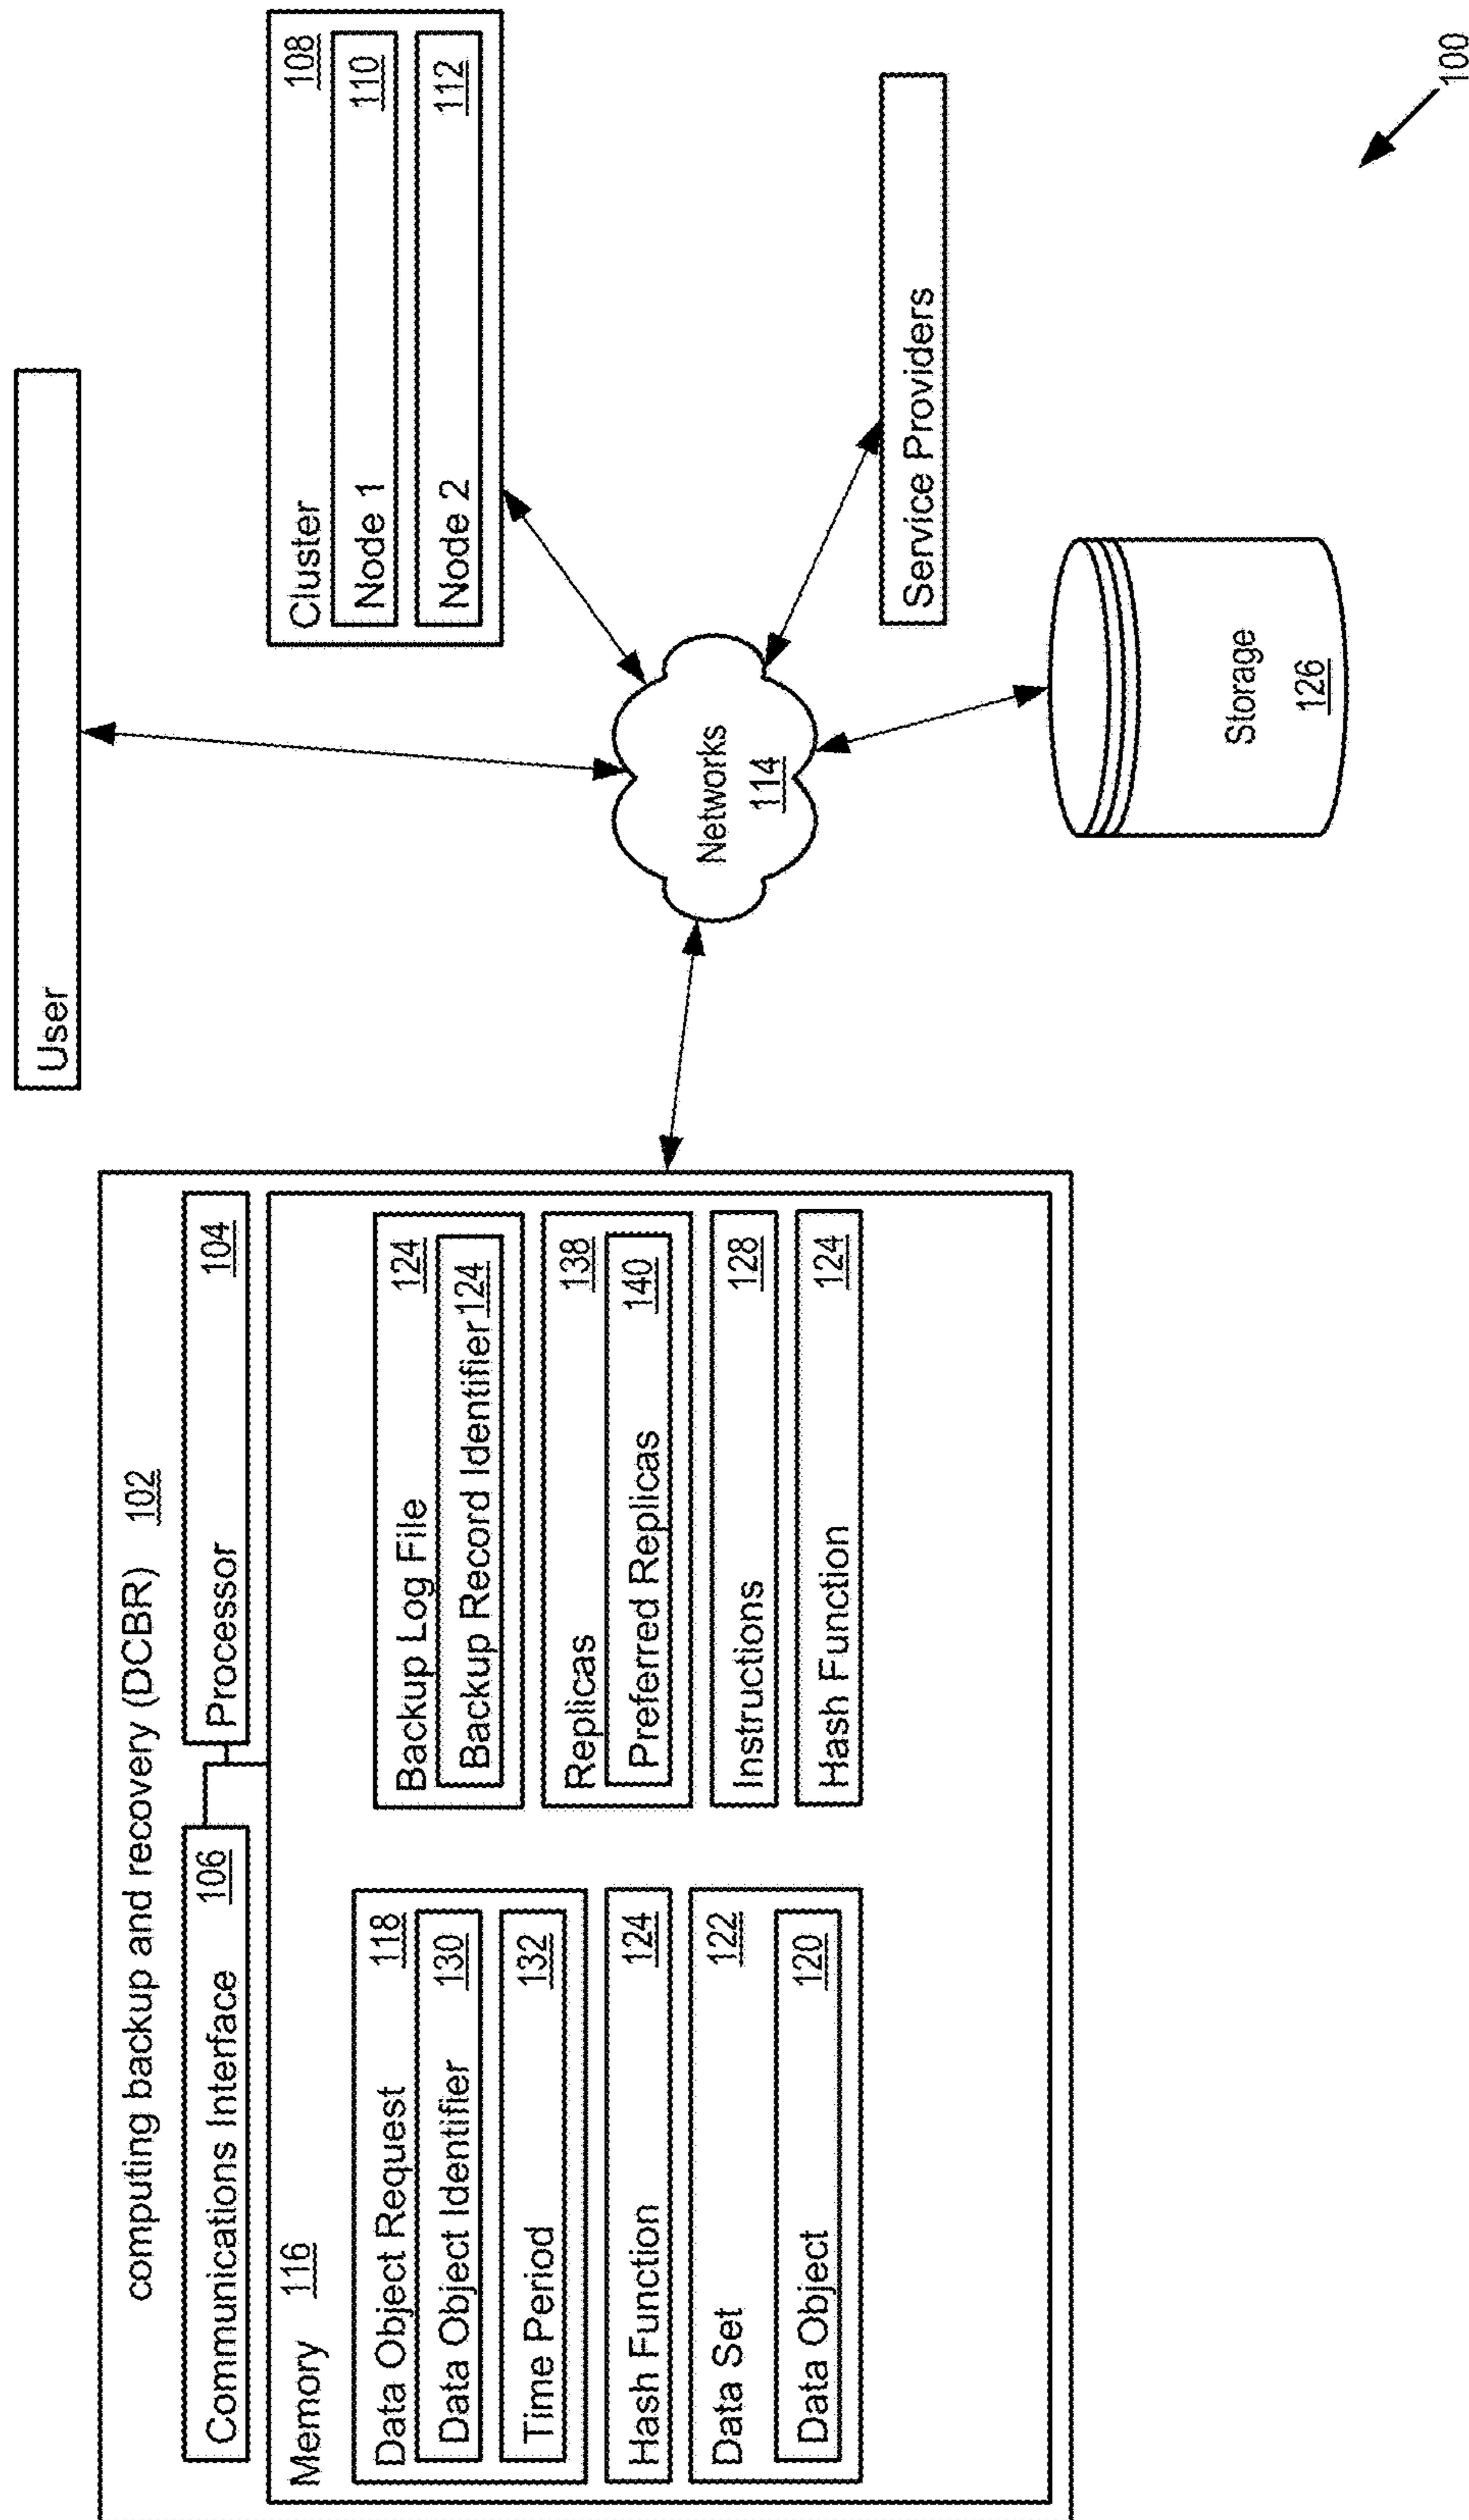 computing backup and recovery (DCBR) 102
Communications Interface 106
Processor 104
Memory 116
Data Object Request 118
Data Object Identifier 130
Time Period 132
Hash Function 124
Data Set 122
Data Object 120
Backup Log File 124
Backup Record Identifier 124
Replicas 138
Preferred Replicas 140
Instructions 128
Hash Function 124
User
Cluster 108
Node 1 110
Node 2 112
Networks
114
Service Providers
Storage
126
100